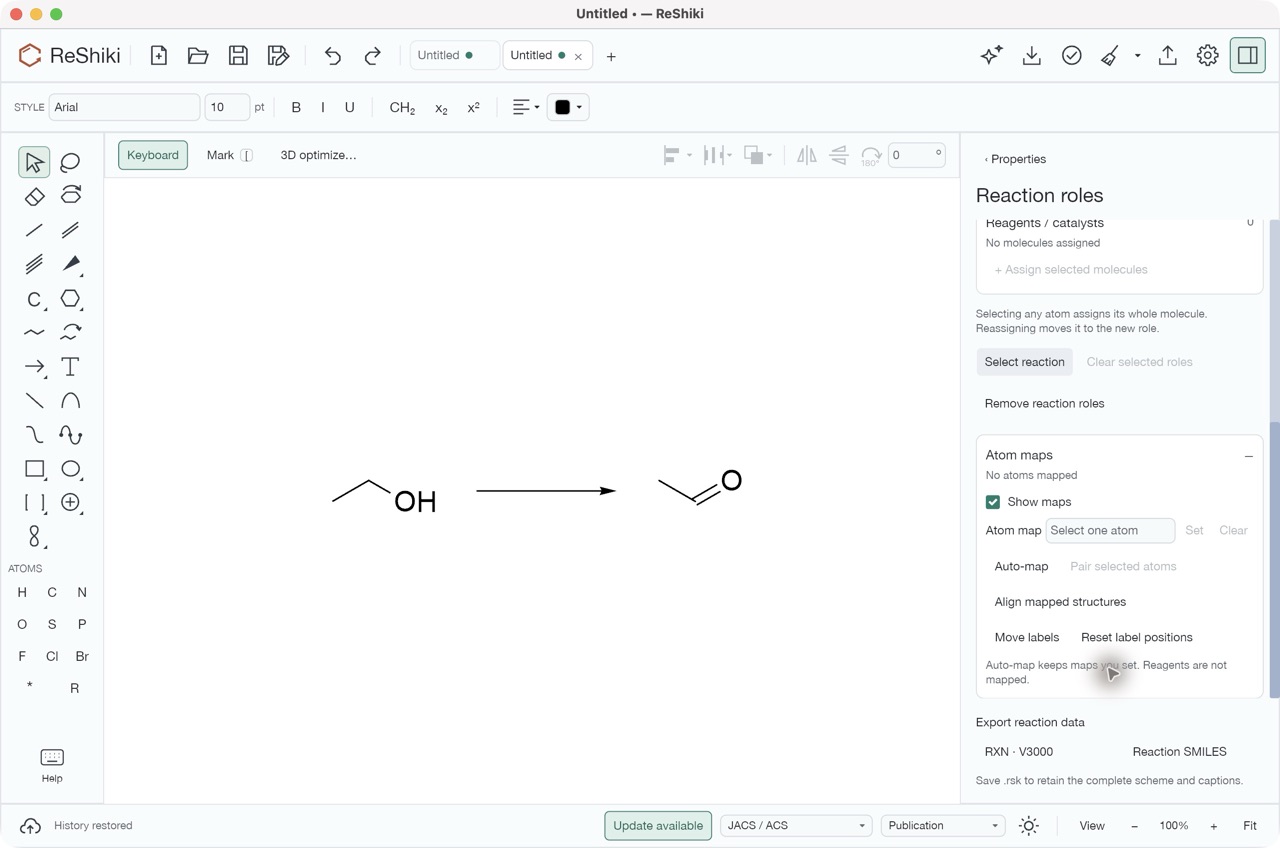 Untitled • — ReShiki
ReShiki
Untitled
Untitled
STYLE Arial 10 pt B I U CH₂ x₂ x²
Keyboard Mark [ 3D optimize... 180° 0 °
‹ Properties
Reaction roles
Reagents / catalysts 0
No molecules assigned
+ Assign selected molecules
Selecting any atom assigns its whole molecule.
Reassigning moves it to the new role.
Select reaction Clear selected roles
Remove reaction roles
Atom maps –
No atoms mapped
Show maps
Atom map Select one atom Set Clear
Auto-map Pair selected atoms
Align mapped structures
Move labels Reset label positions
Auto-map keeps maps you set. Reagents are not
mapped.
Export reaction data
RXN · V3000 Reaction SMILES
Save .rsk to retain the complete scheme and captions.
OH O
C
T
[ ]
ATOMS
H C N
O S P
F Cl Br
* R
Help
History restored Update available JACS / ACS Publication View – 100% + Fit